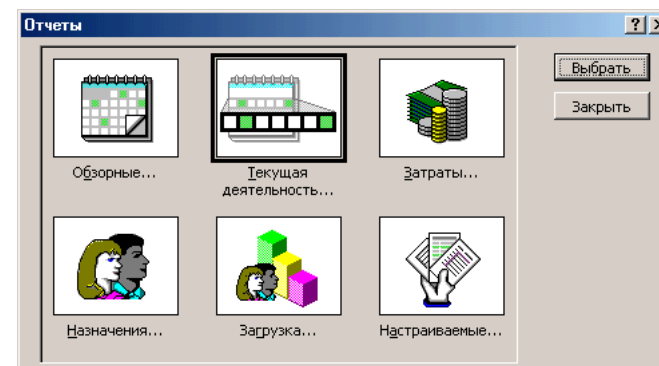 Отчеты
Выбрать
Закрыть
Обзорные...
Текущая
деятельность...
Затраты...
Назначения...
Загрузка...
Настраиваемые...